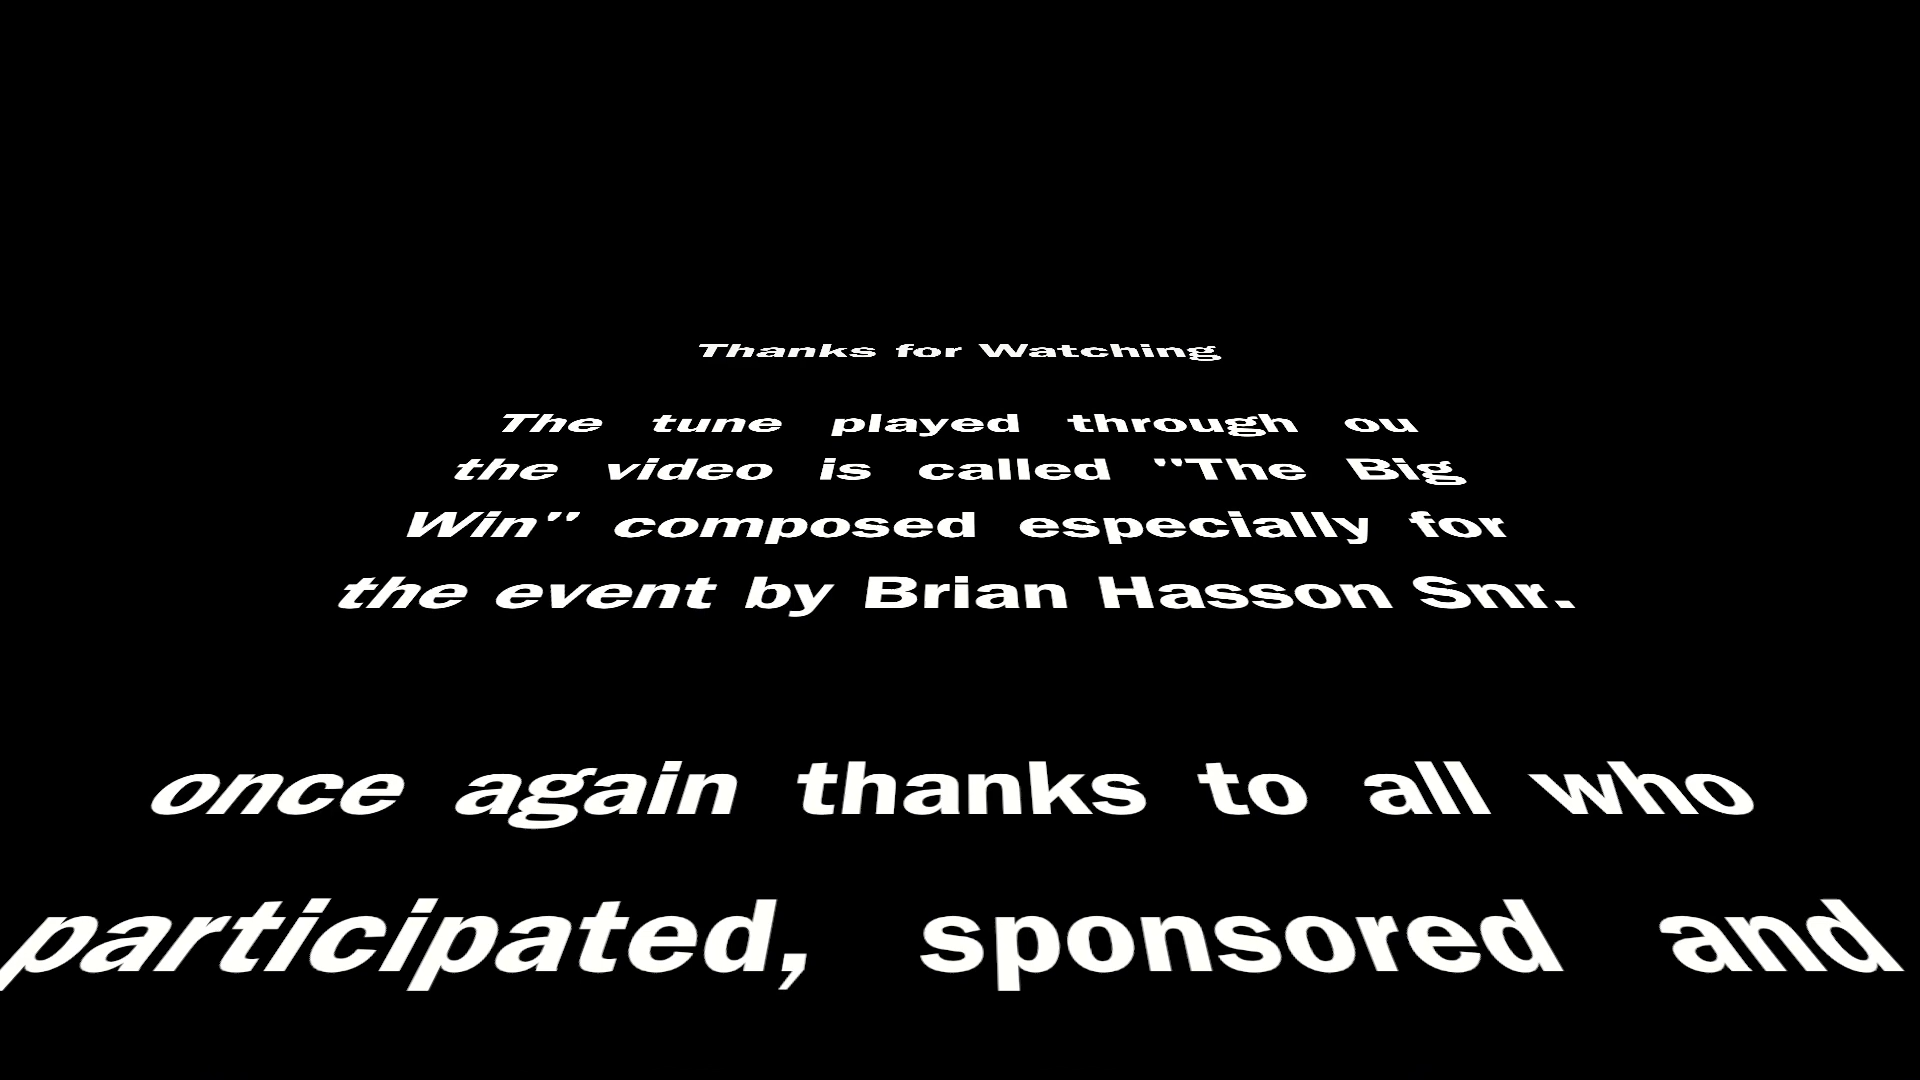 Thanks for Watching
The tune played through ou
the video is called "The Big
Win" composed especially for
the event by Brian Hasson Snr.
once again thanks to all who
participated, sponsored and